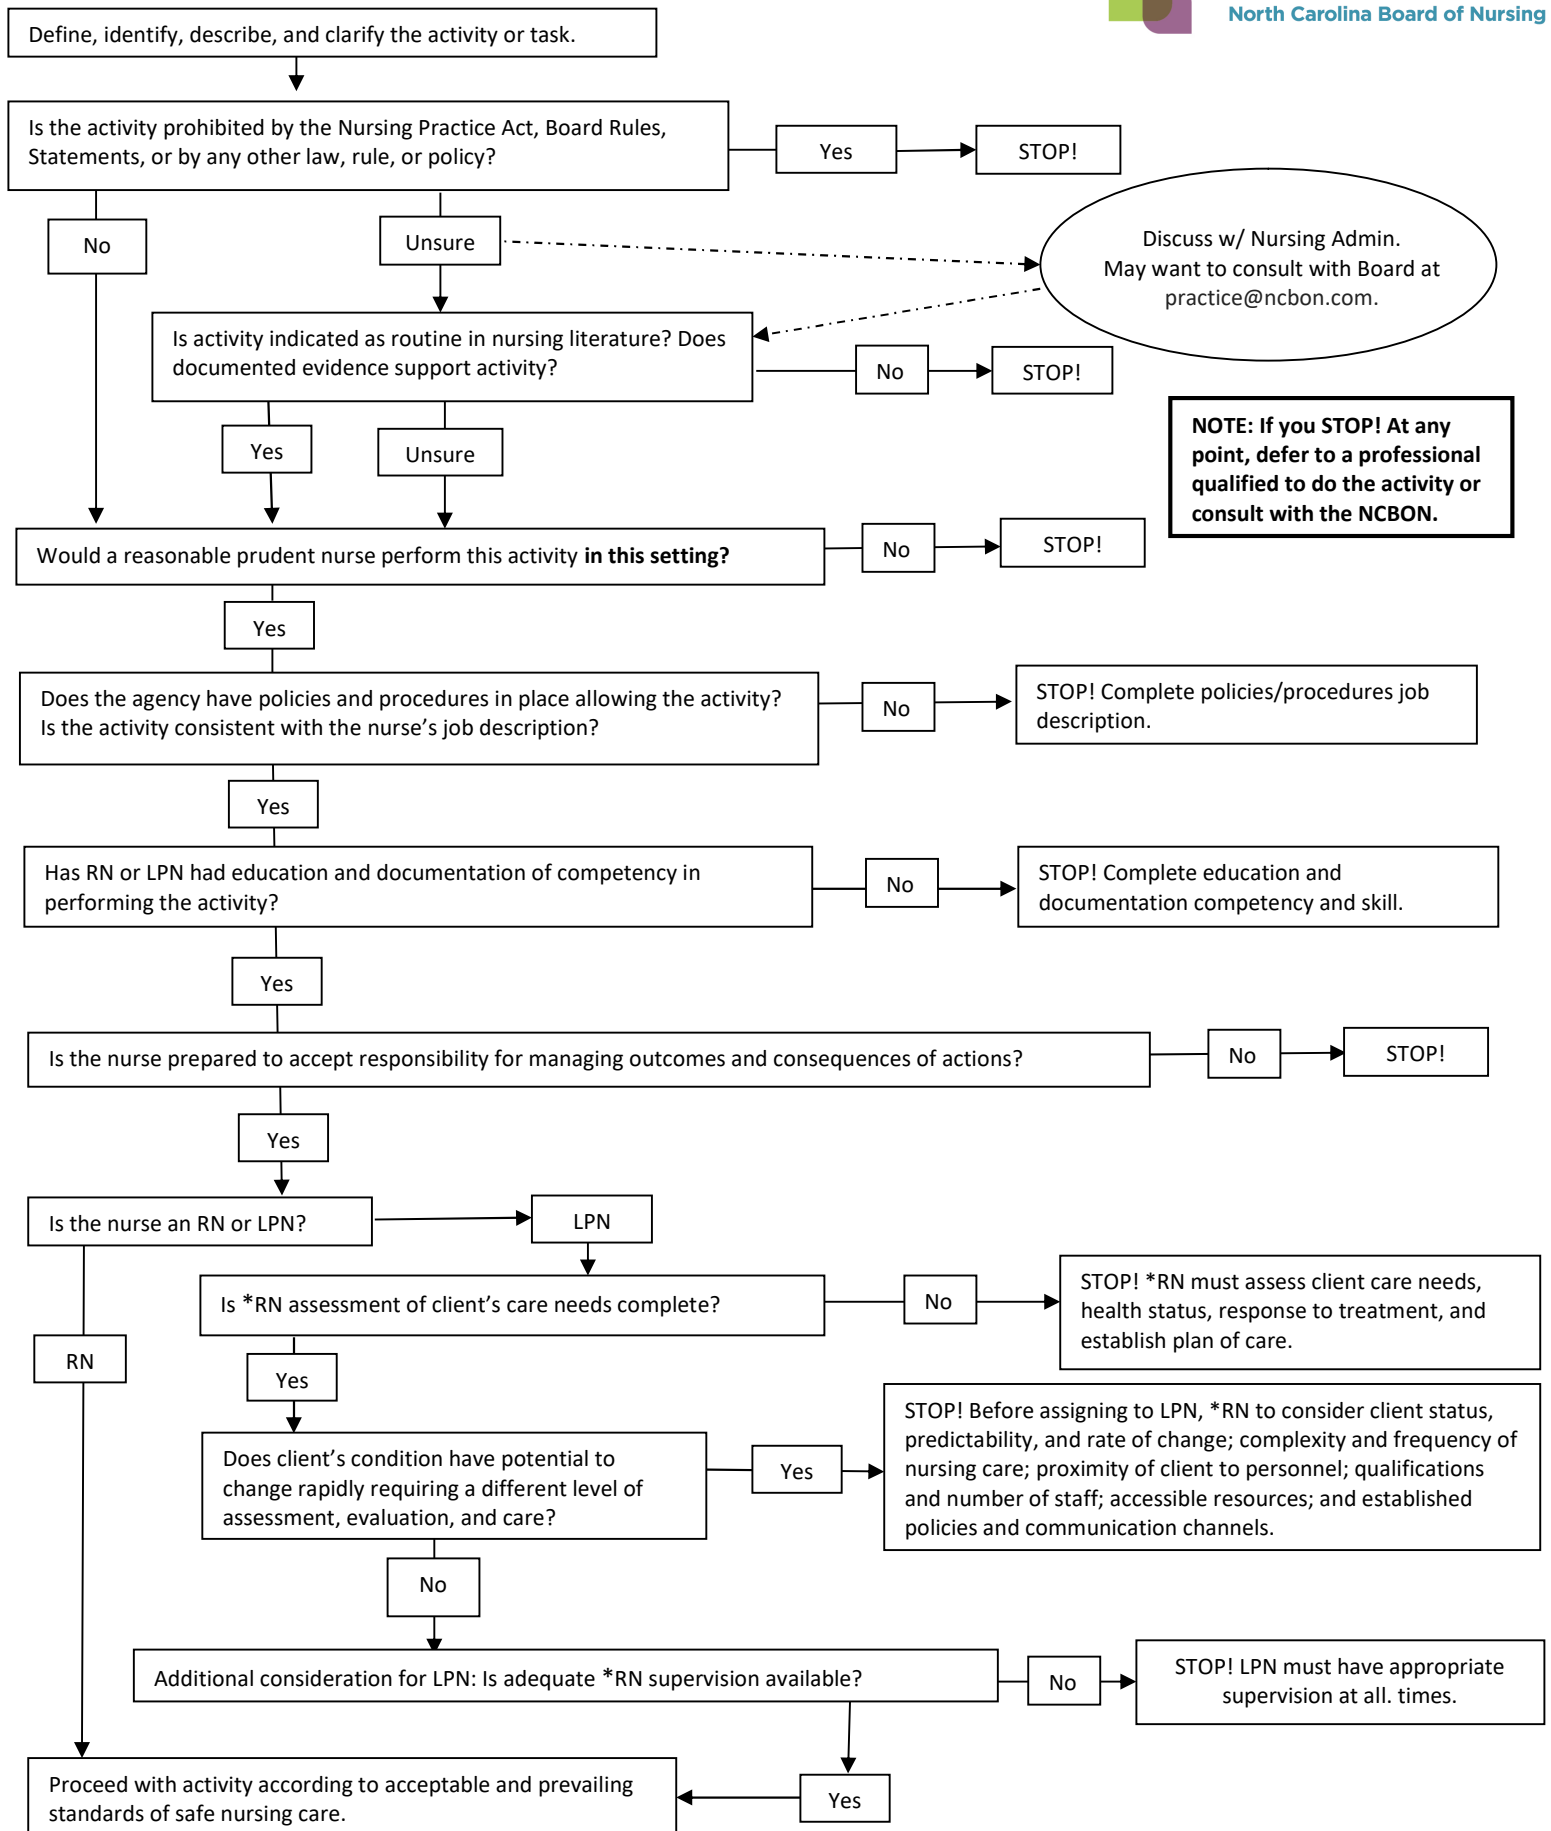 North Carolina Board of Nursing
Define, identify, describe, and clarify the activity or task.
Is the activity prohibited by the Nursing Practice Act, Board Rules,
Statements, or by any other law, rule, or policy?
Yes
STOP!
No
Unsure
Discuss w/ Nursing Admin.
May want to consult with Board at
practice@ncbon.com.
Is activity indicated as routine in nursing literature? Does
documented evidence support activity?
No
STOP!
Yes
Unsure
NOTE: If you STOP! At any
point, defer to a professional
qualified to do the activity or
consult with the NCBON.
Would a reasonable prudent nurse perform this activity in this setting?
No
STOP!
Yes
Does the agency have policies and procedures in place allowing the activity?
Is the activity consistent with the nurse's job description?
No
STOP! Complete policies/procedures job
description.
Yes
Has RN or LPN had education and documentation of competency in
performing the activity?
No
STOP! Complete education and
documentation competency and skill.
Yes
Is the nurse prepared to accept responsibility for managing outcomes and consequences of actions?
No
STOP!
Yes
Is the nurse an RN or LPN?
LPN
Is *RN assessment of client's care needs complete?
No
STOP! *RN must assess client care needs,
health status, response to treatment, and
establish plan of care.
RN
Yes
Does client's condition have potential to
change rapidly requiring a different level of
assessment, evaluation, and care?
Yes
STOP! Before assigning to LPN, *RN to consider client status,
predictability, and rate of change; complexity and frequency of
nursing care; proximity of client to personnel; qualifications
and number of staff; accessible resources; and established
policies and communication channels.
No
Additional consideration for LPN: Is adequate *RN supervision available?
No
STOP! LPN must have appropriate
supervision at all. times.
Yes
Proceed with activity according to acceptable and prevailing
standards of safe nursing care.